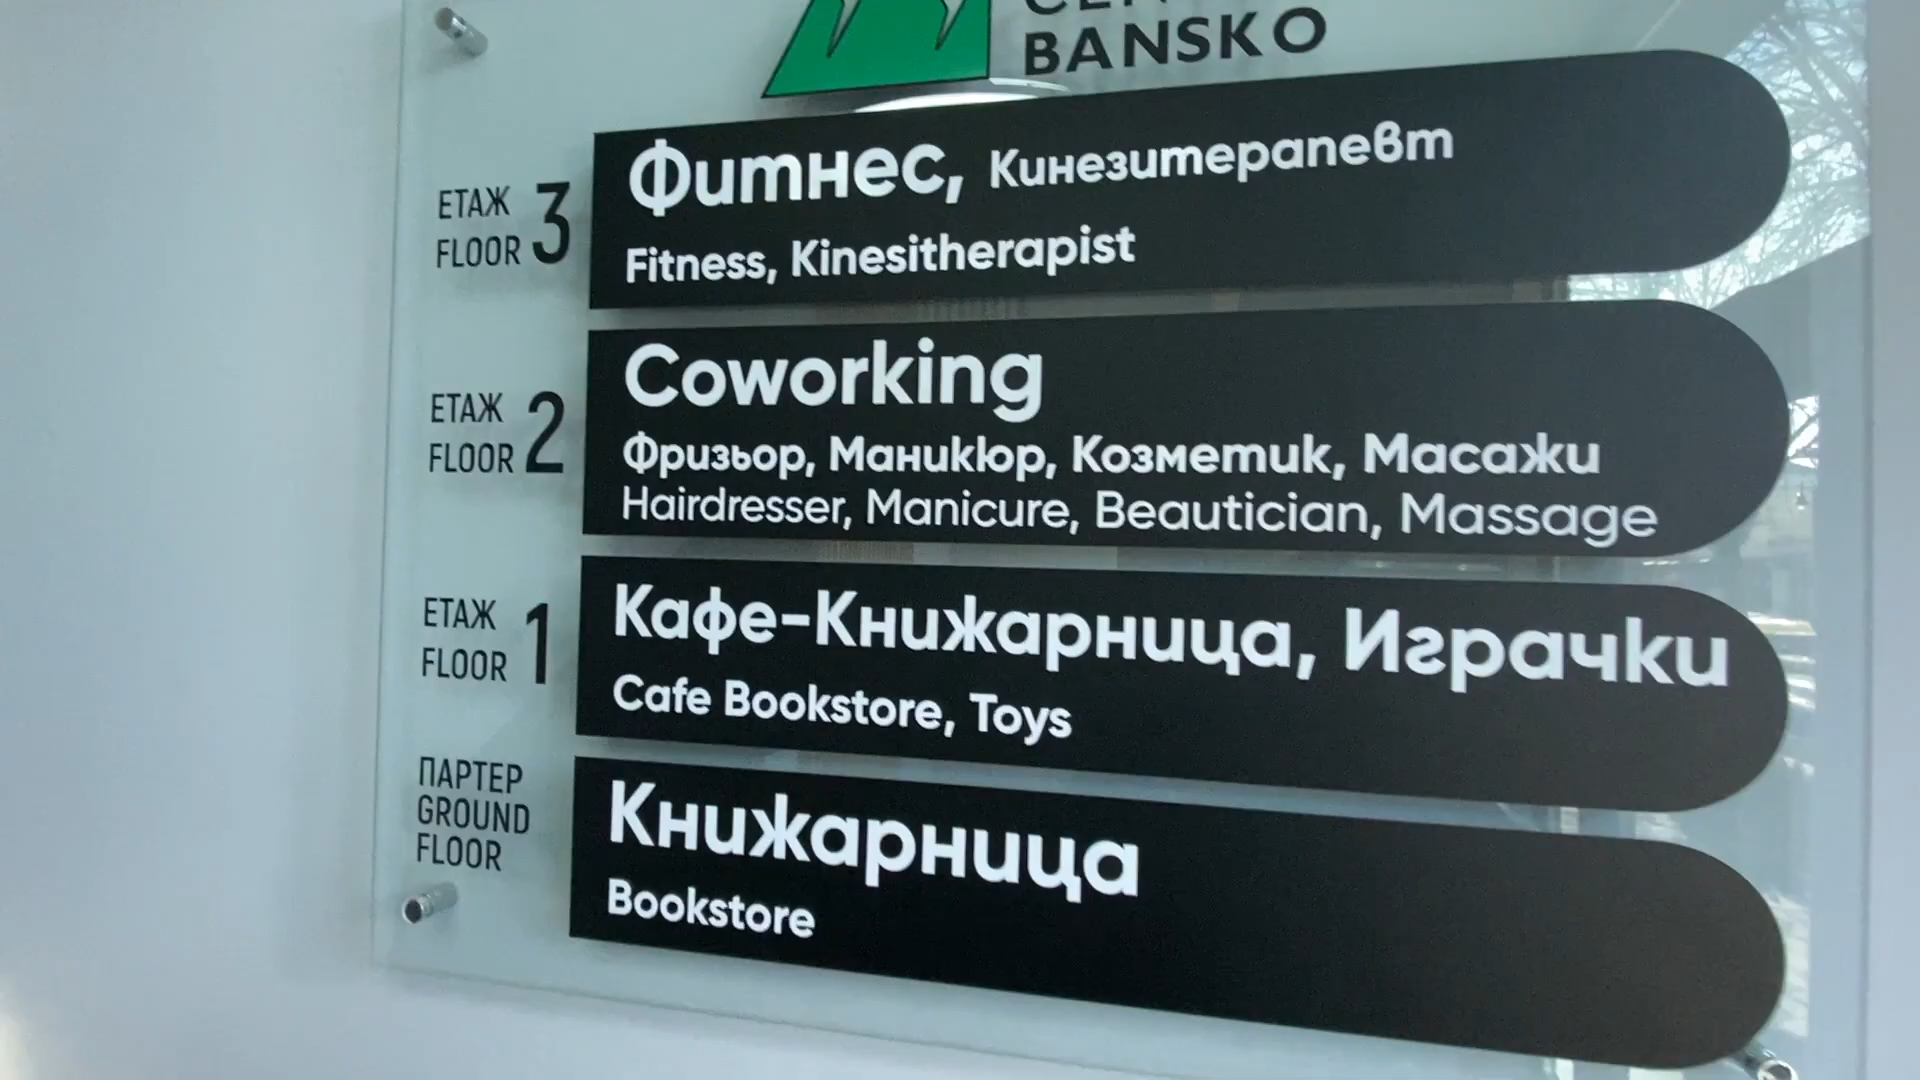 BANSKO
ЕТАЖ
FLOOR 3
Фитнес, Кинезитерапевт
Fitness, Kinesitherapist
ЕТАЖ
FLOOR 2
Coworking
Фризьор, Маникюр, Козметик, Масажи
Hairdresser, Manicure, Beautician, Massage
ЕТАЖ
FLOOR 1
Кафе-Книжарница, Играчки
Cafe Bookstore, Toys
ПАРТЕР
GROUND
FLOOR
Книжарница
Bookstore